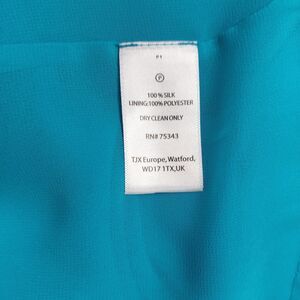 P1
P
100% SILK
LINING:100% POLYESTER
DRY CLEAN ONLY
RN# 75343
TJX Europe, Watford,
WD17 1TX,UK